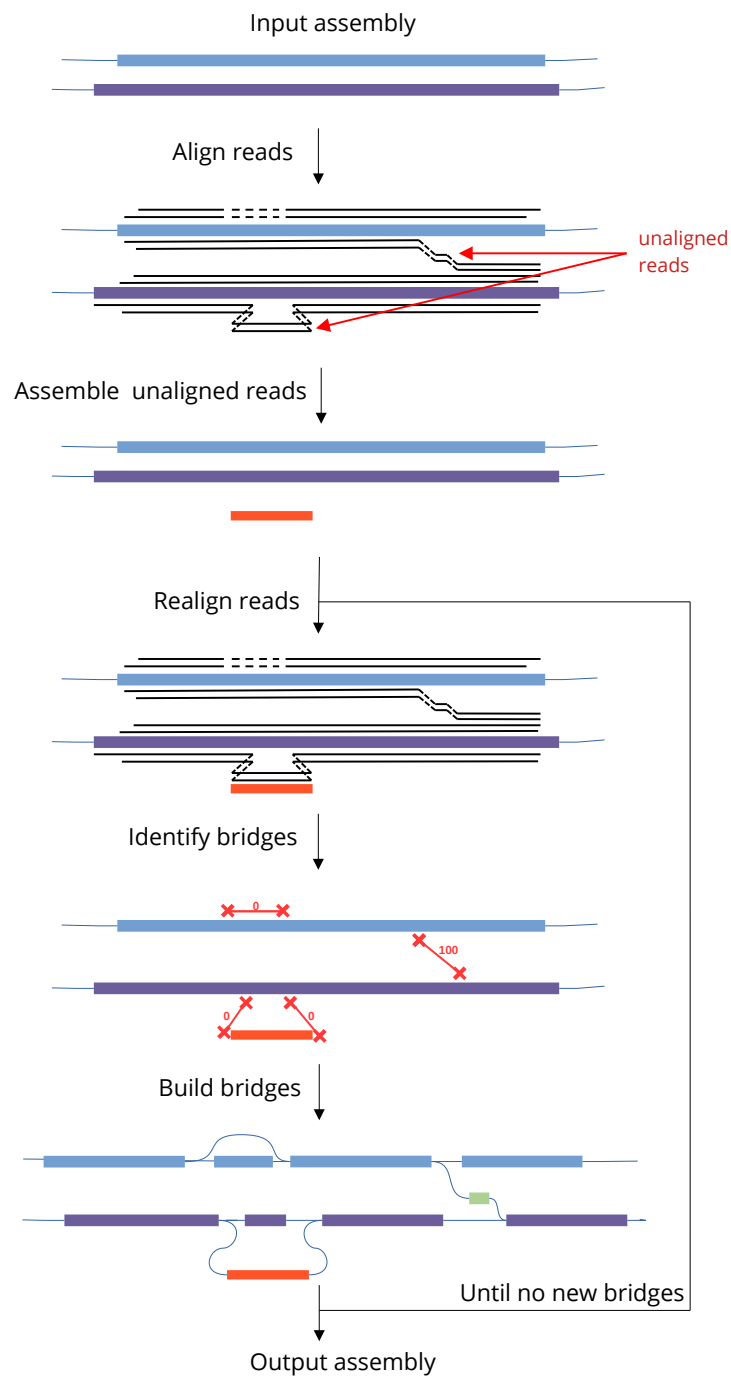 Input assembly
Align reads
unaligned
reads
Assemble  unaligned reads
Realign reads
Identify bridges
0
100
0
0
Build bridges
Until no new bridges
Output assembly